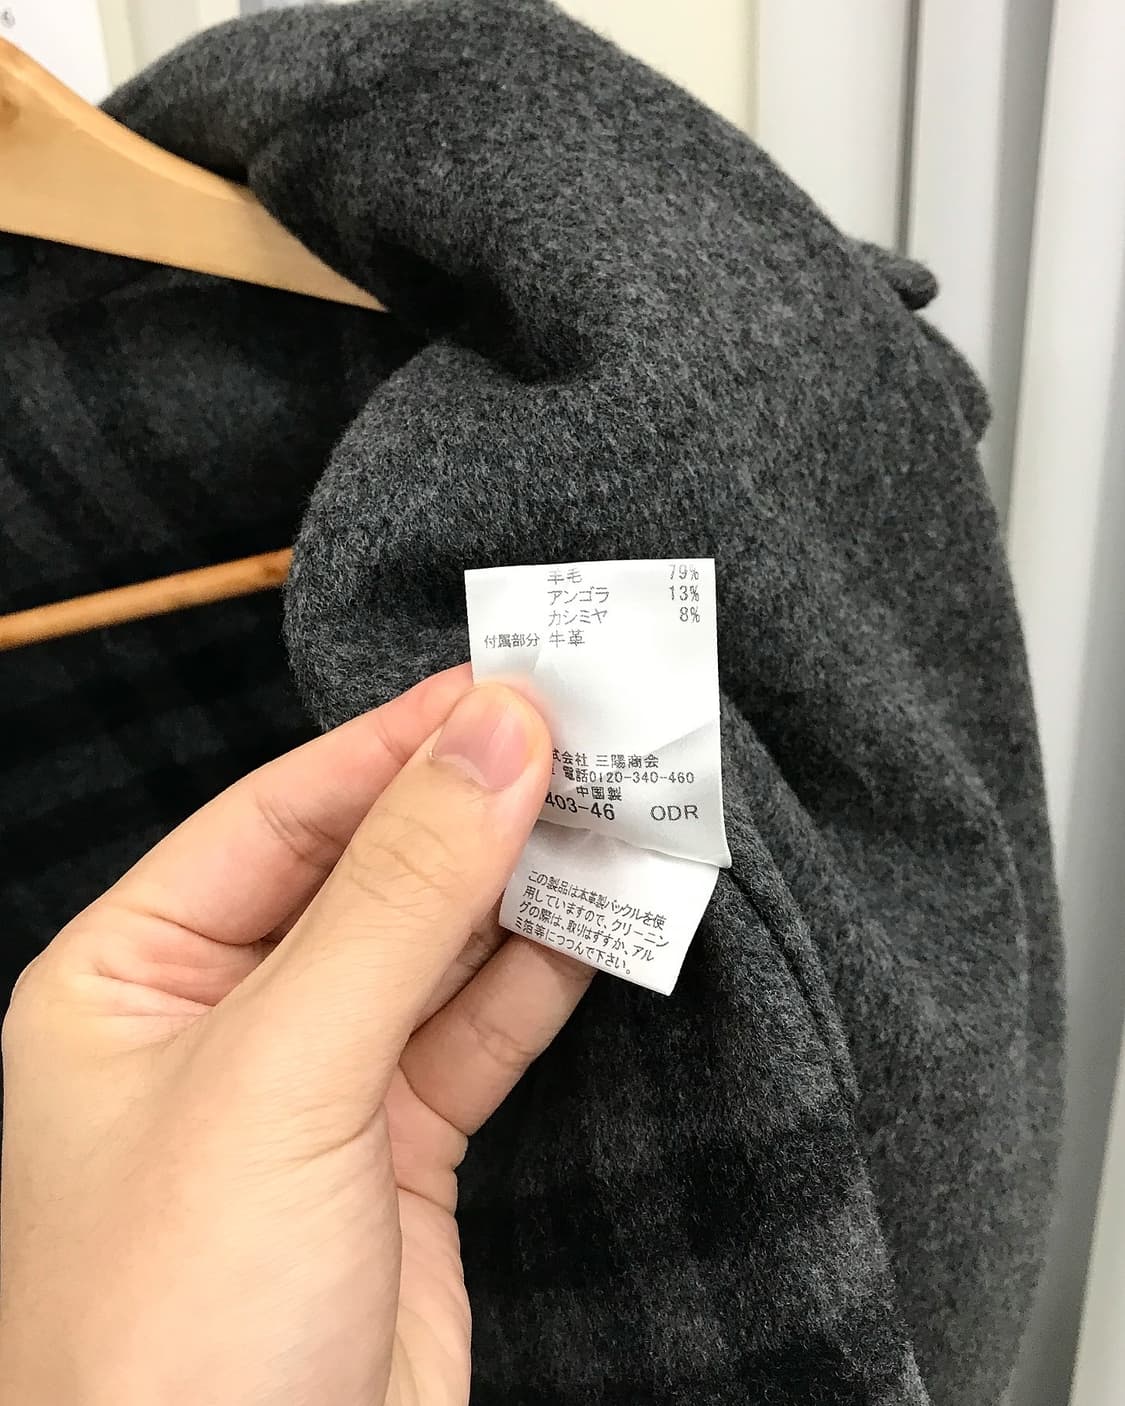 羊毛 79%
アンゴラ 13%
カシミヤ 8%
付属部分 牛革
式会社 三陽商会
電話0120-340-460
中国製
403-46 ODR
この製品は本革製バックルを使
用していますので、クリーニン
グの際は、取りはずすか、アル
ミ箔等につつんで下さい。